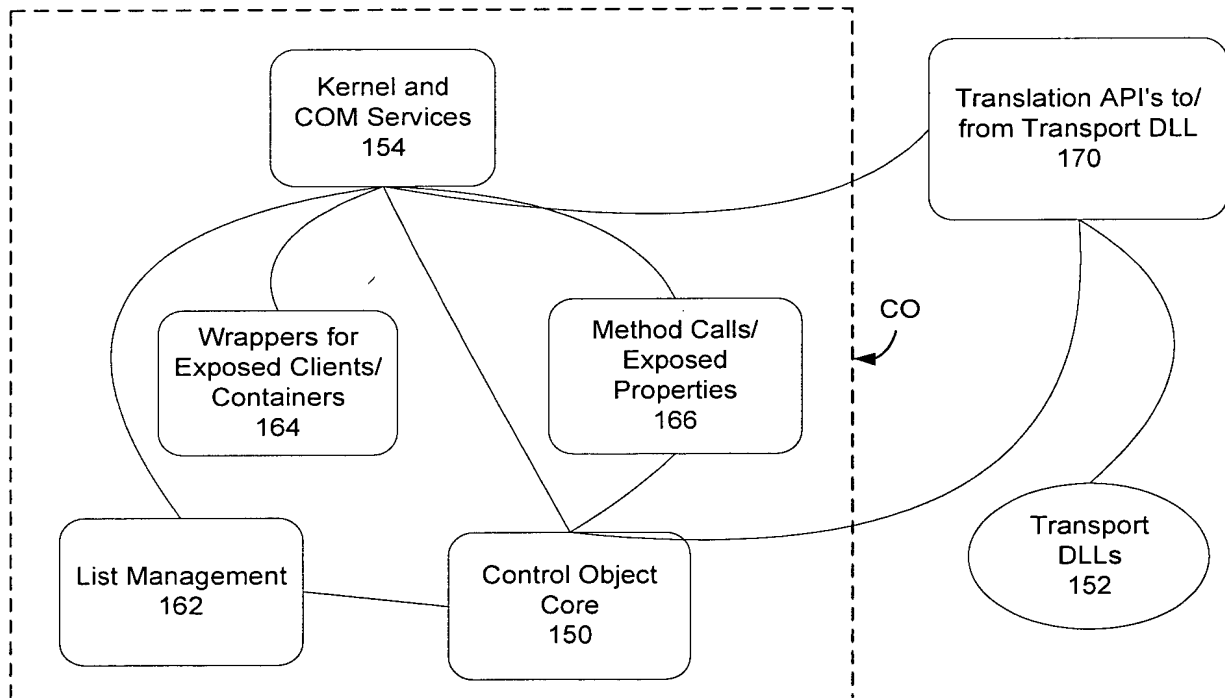 Kernel and
COM Services
154
Translation API's to/
from Transport DLL
170
CO
Wrappers for
Exposed Clients/
Containers
164
Method Calls/
Exposed
Properties
166
List Management
162
Control Object
Core
150
Transport
DLLs
152